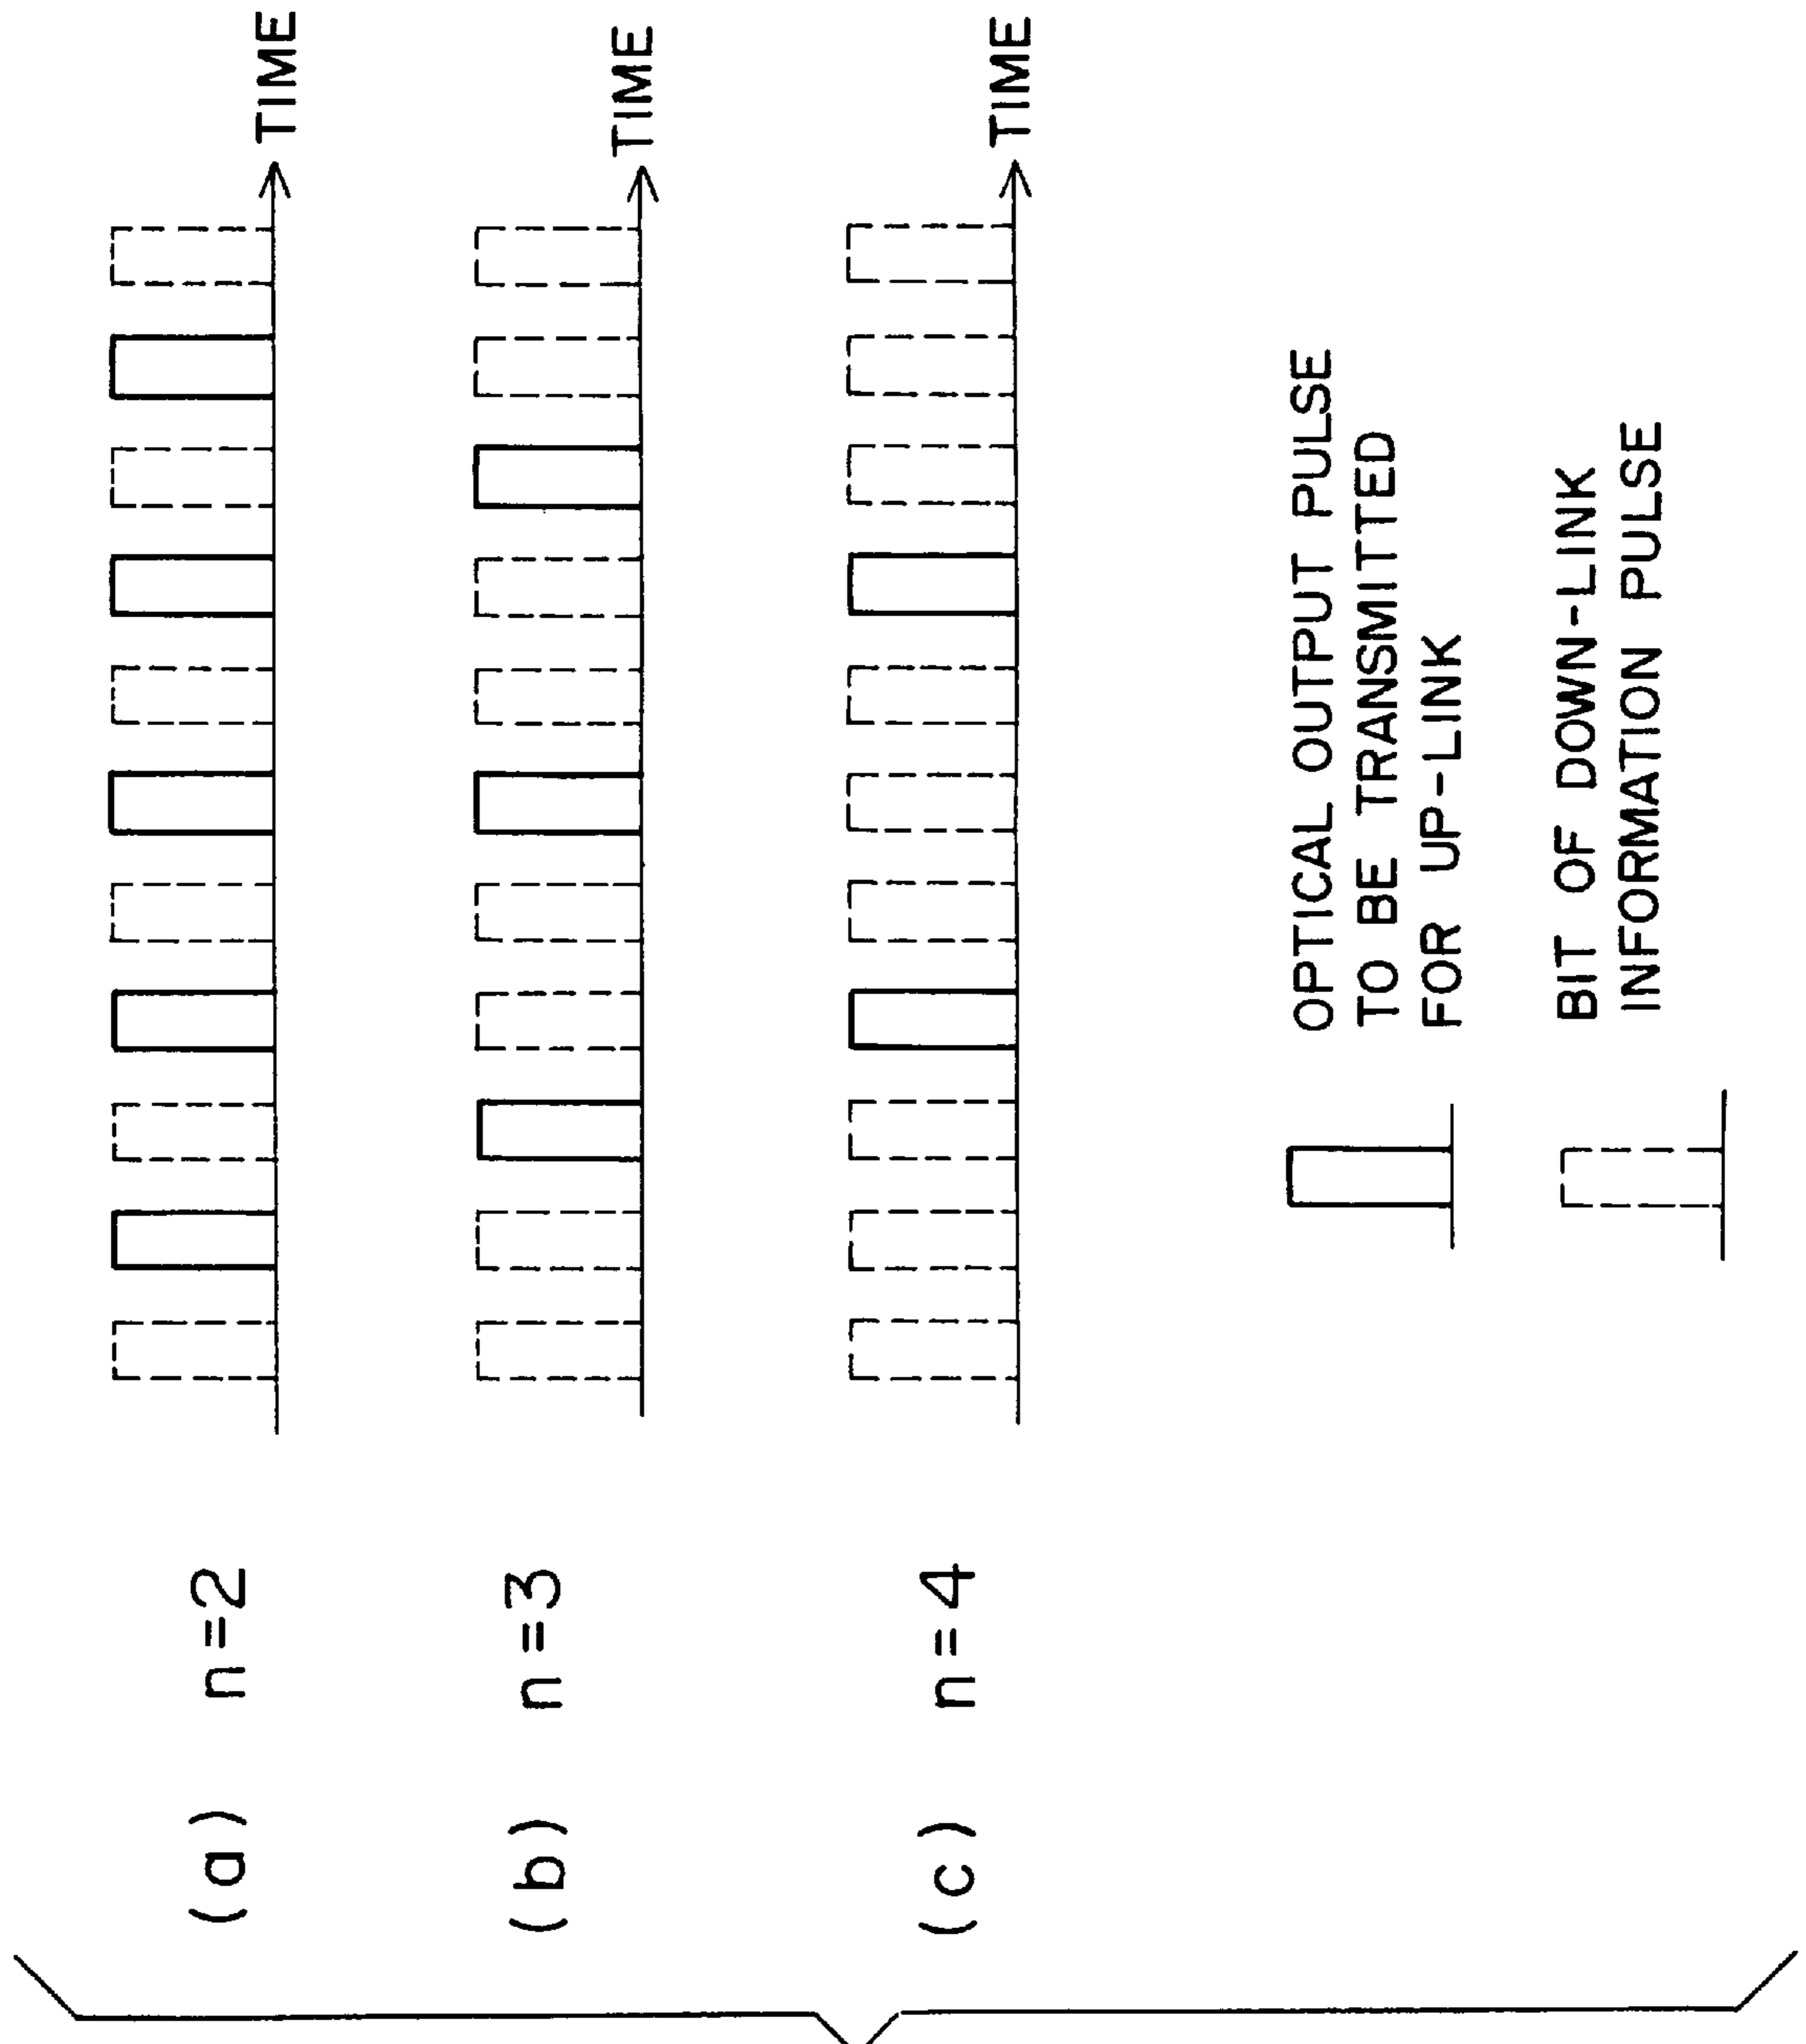 (a) n=2
TIME
(b) n=3
TIME
(c) n=4
TIME
OPTICAL OUTPUT PULSE
TO BE TRANSMITTED
FOR UP-LINK
BIT OF DOWN-LINK
INFORMATION PULSE